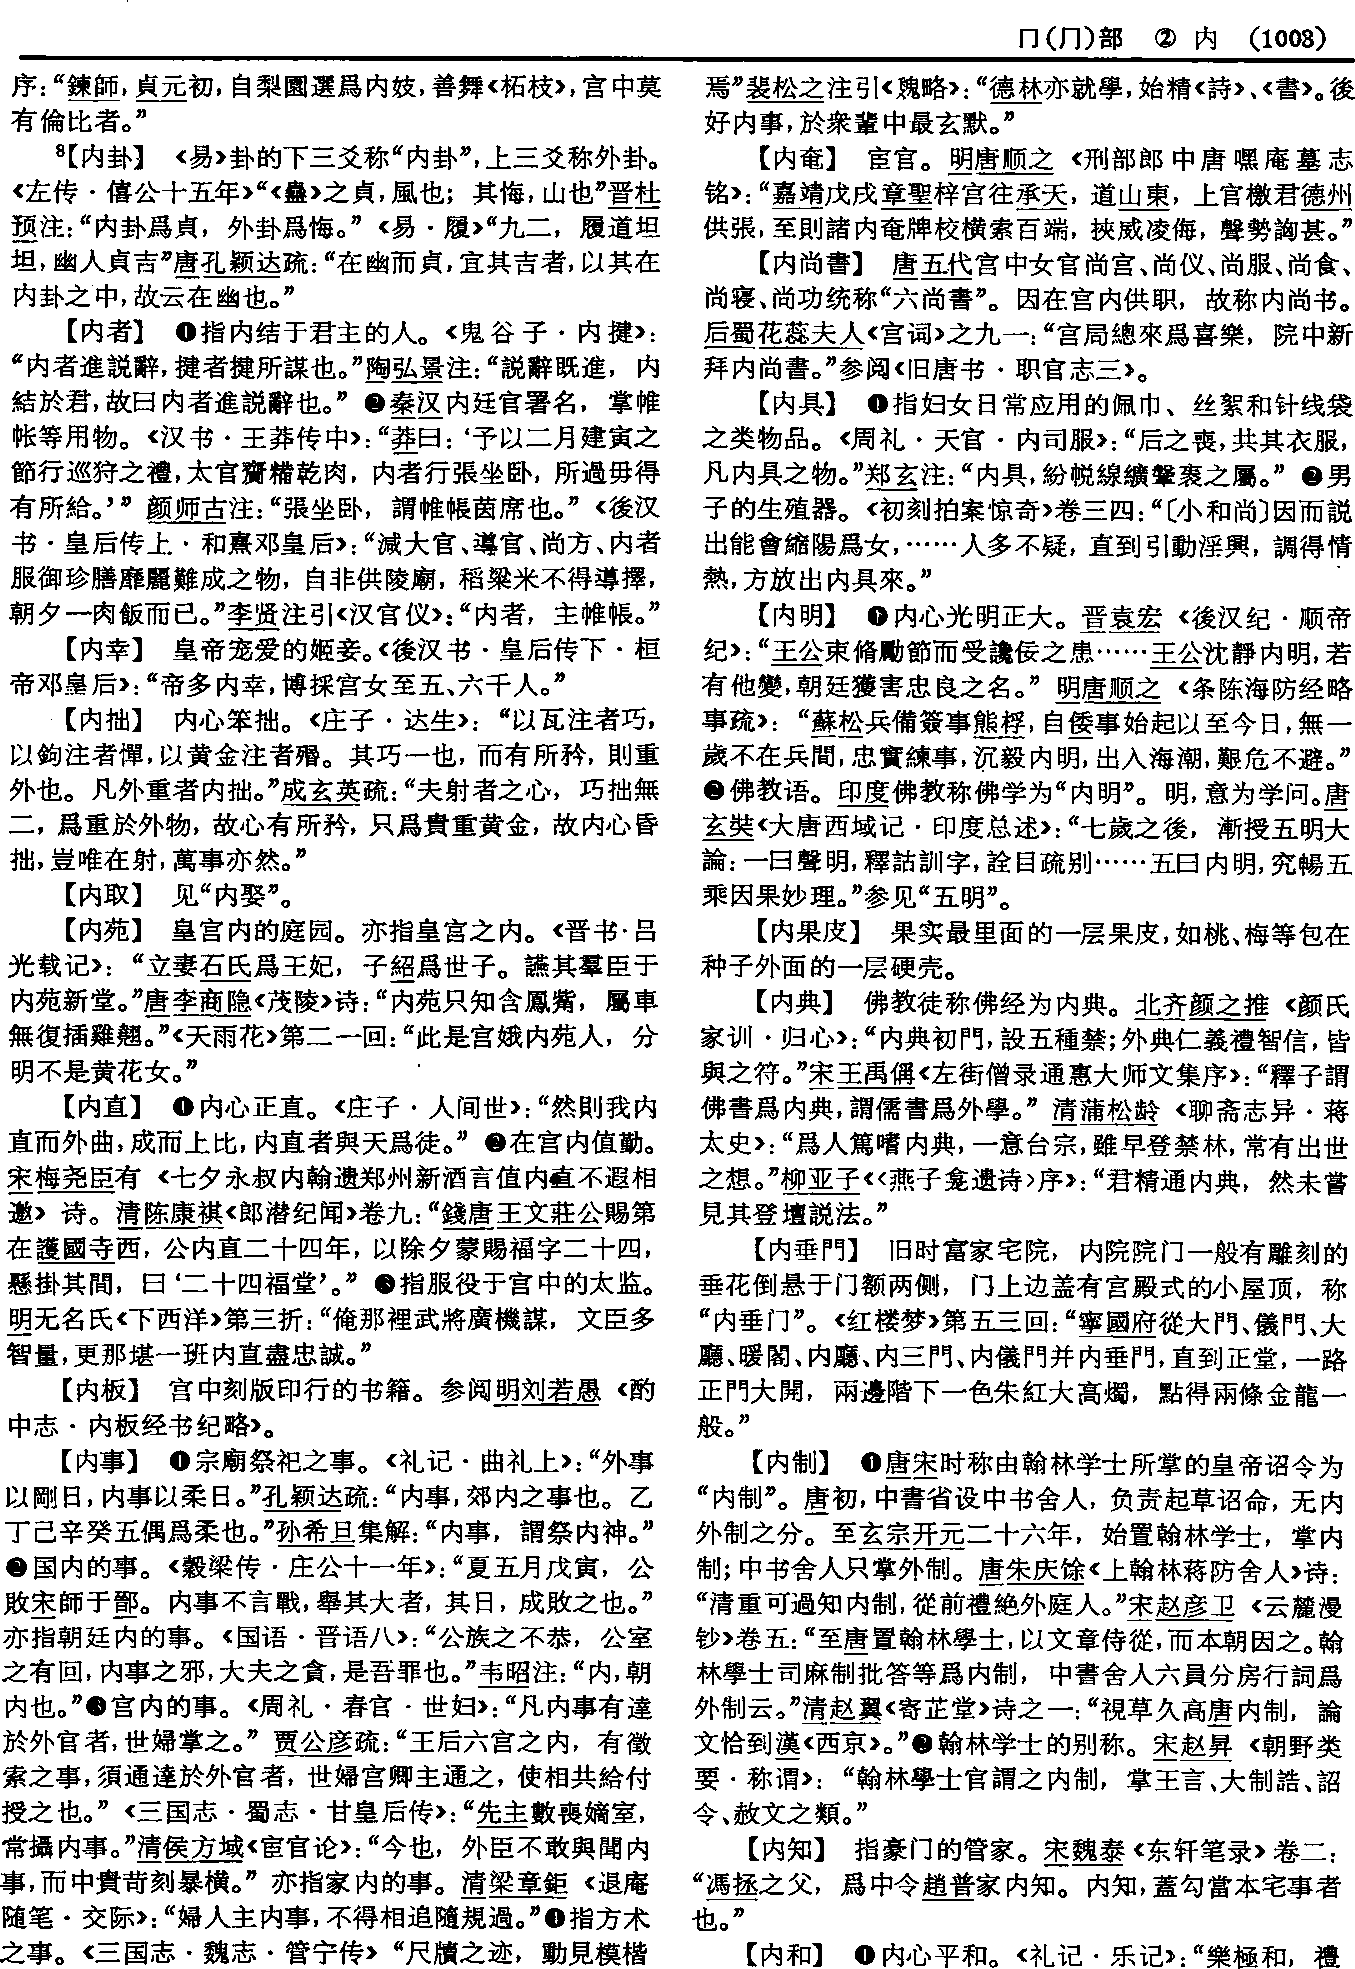 冂(⺆)部　②　内　(1003)
序：“鍊師，貞元初，自梨園選爲内妓，善舞《柘枝》，宫中莫
有倫比者。”
8【内卦】　《易》卦的下三爻称“内卦”，上三爻称外卦。
《左传·僖公十五年》“《蠱》之貞，風也；其悔，山也”晋杜
预注：“内卦爲貞，外卦爲悔。”《易·履》“九二，履道坦
坦，幽人貞吉”唐孔颖达疏：“在幽而貞，宜其吉者，以其在
内卦之中，故云在幽也。”
【内者】　❶指内结于君主的人。《鬼谷子·内揵》：
“内者進説辭，揵者揵所謀也。”陶弘景注：“説辭既進，内
結於君，故曰内者進説辭也。”❷秦汉内廷官署名，掌帷
帐等用物。《汉书·王莽传中》：“莽曰：‘予以二月建寅之
節行巡狩之禮，太官齎糒乾肉，内者行張坐卧，所過毋得
有所給。’”颜师古注：“張坐卧，謂帷帳茵席也。”《後汉
书·皇后传上·和熹邓皇后》：“減大官、導官、尚方、内者
服御珍膳靡麗難成之物，自非供陵廟，稻粱米不得導擇，
朝夕一肉飯而已。”李贤注引《汉官仪》：“内者，主帷帳。”
【内幸】　皇帝宠爱的姬妾。《後汉书·皇后传下·桓
帝邓皇后》：“帝多内幸，博採宫女至五、六千人。”
【内拙】　内心笨拙。《庄子·达生》：“以瓦注者巧，
以鉤注者憚，以黄金注者殙。其巧一也，而有所矜，則重
外也。凡外重者内拙。”成玄英疏：“夫射者之心，巧拙無
二，爲重於外物，故心有所矜，只爲貴重黄金，故内心昏
拙，豈唯在射，萬事亦然。”
【内取】　见“内娶”。
【内苑】　皇宫内的庭园。亦指皇宫之内。《晋书·吕
光载记》：“立妻石氏爲王妃，子紹爲世子。讌其羣臣于
内苑新堂。”唐李商隐《茂陵》诗：“内苑只知含鳳觜，屬車
無復插雞翹。”《天雨花》第二一回：“此是宫娥内苑人，分
明不是黄花女。”
【内直】　❶内心正直。《庄子·人间世》：“然則我内
直而外曲，成而上比，内直者與天爲徒。”❷在宫内值勤。
宋梅尧臣有《七夕永叔内翰遗郑州新酒言值内直不遐相
邀》诗。清陈康祺《郎潜纪闻》卷九：“錢唐王文莊公賜第
在護國寺西，公内直二十四年，以除夕蒙賜福字二十四，
懸掛其間，曰‘二十四福堂’。”❸指服役于宫中的太监。
明无名氏《下西洋》第三折：“俺那裡武將廣機謀，文臣多
智量，更那堪一班内直盡忠誠。”
【内板】　宫中刻版印行的书籍。参阅明刘若愚《酌
中志·内板经书纪略》。
【内事】　❶宗廟祭祀之事。《礼记·曲礼上》：“外事
以剛日，内事以柔日。”孔颖达疏：“内事，郊内之事也。乙
丁己辛癸五偶爲柔也。”孙希旦集解：“内事，謂祭内神。”
❷国内的事。《穀梁传·庄公十一年》：“夏五月戊寅，公
敗宋師于鄑。内事不言戰，舉其大者，其日，成敗之也。”
亦指朝廷内的事。《国语·晋语八》：“公族之不恭，公室
之有回，内事之邪，大夫之貪，是吾罪也。”韦昭注：“内，朝
内也。”❸宫内的事。《周礼·春官·世妇》：“凡内事有達
於外官者，世婦掌之。”贾公彦疏：“王后六宫之内，有徵
索之事，須通達於外官者，世婦宫卿主通之，使相共給付
授之也。”《三国志·蜀志·甘皇后传》：“先主數喪嫡室，
常攝内事。”清侯方域《宦官论》：“今也，外臣不敢與聞内
事，而中貴苛刻暴横。”亦指家内的事。清梁章鉅《退庵
随笔·交际》：“婦人主内事，不得相追隨規過。”❹指方术
之事。《三国志·魏志·管宁传》“尺牘之迹，動見模楷
焉”裴松之注引《魏略》：“德林亦就學，始精《詩》、《書》。後
好内事，於衆輩中最玄默。”
【内奄】　宦官。明唐顺之《刑部郎中唐嘿庵墓志
铭》：“嘉靖戊戌章聖梓宫往承天，道山東，上官檄君德州
供張，至則諸内奄牌校横索百端，挾威凌侮，聲勢詾甚。”
【内尚書】　唐五代宫中女官尚宫、尚仪、尚服、尚食、
尚寝、尚功统称“六尚書”。因在宫内供职，故称内尚书。
后蜀花蕊夫人《宫词》之九一：“宫局總來爲喜樂，院中新
拜内尚書。”参阅《旧唐书·职官志三》。
【内具】　❶指妇女日常应用的佩巾、丝絮和针线袋
之类物品。《周礼·天官·内司服》：“后之喪，共其衣服，
凡内具之物。”郑玄注：“内具，紛帨線纊鞶袠之屬。”❷男
子的生殖器。《初刻拍案惊奇》卷三四：“〔小和尚〕因而説
出能會縮陽爲女，……人多不疑，直到引動淫興，調得情
熱，方放出内具來。”
【内明】　❶内心光明正大。晋袁宏《後汉纪·顺帝
纪》：“王公束脩勵節而受讒佞之患……王公沈靜内明，若
有他變，朝廷獲害忠良之名。”明唐顺之《条陈海防经略
事疏》：“蘇松兵備簽事熊桴，自倭事始起以至今日，無一
歲不在兵間，忠實練事，沉毅内明，出入海潮，艱危不避。”
❷佛教语。印度佛教称佛学为“内明”。明，意为学问。唐
玄奘《大唐西域记·印度总述》：“七歲之後，漸授五明大
論：一曰聲明，釋詁訓字，詮目疏别……五曰内明，究暢五
乘因果妙理。”参见“五明”。
【内果皮】　果实最里面的一层果皮，如桃、梅等包在
种子外面的一层硬壳。
【内典】　佛教徒称佛经为内典。北齐颜之推《颜氏
家训·归心》：“内典初門，設五種禁；外典仁義禮智信，皆
與之符。”宋王禹偁《左街僧录通惠大师文集序》：“釋子謂
佛書爲内典，謂儒書爲外學。”清蒲松龄《聊斋志异·蒋
太史》：“爲人篤嗜内典，一意台宗，雖早登禁林，常有出世
之想。”柳亚子《〈燕子龛遗诗〉序》：“君精通内典，然未嘗
見其登壇説法。”
【内垂門】　旧时富家宅院，内院院门一般有雕刻的
垂花倒悬于门额两侧，门上边盖有宫殿式的小屋顶，称
“内垂门”。《红楼梦》第五三回：“寧國府從大門、儀門、大
廳、暖閣、内廳、内三門、内儀門并内垂門，直到正堂，一路
正門大開，兩邊階下一色朱紅大高燭，點得兩條金龍一
般。”
【内制】　❶唐宋时称由翰林学士所掌的皇帝诏令为
“内制”。唐初，中書省设中书舍人，负责起草诏命，无内
外制之分。至玄宗开元二十六年，始置翰林学士，掌内
制；中书舍人只掌外制。唐朱庆馀《上翰林蒋防舍人》诗：
“清重可過知内制，從前禮絶外庭人。”宋赵彦卫《云麓漫
钞》卷五：“至唐置翰林學士，以文章侍從，而本朝因之。翰
林學士司麻制批答等爲内制，中書舍人六員分房行詞爲
外制云。”清赵翼《寄芷堂》诗之一：“視草久高唐内制，論
文恰到漢《西京》。”❷翰林学士的别称。宋赵昇《朝野类
要·称谓》：“翰林學士官謂之内制，掌王言、大制誥、詔
令、赦文之類。”
【内知】　指豪门的管家。宋魏泰《东轩笔录》卷二：
“馮拯之父，爲中令趙普家内知。内知，蓋勾當本宅事者
也。”
【内和】　❶内心平和。《礼记·乐记》：“樂極和，禮